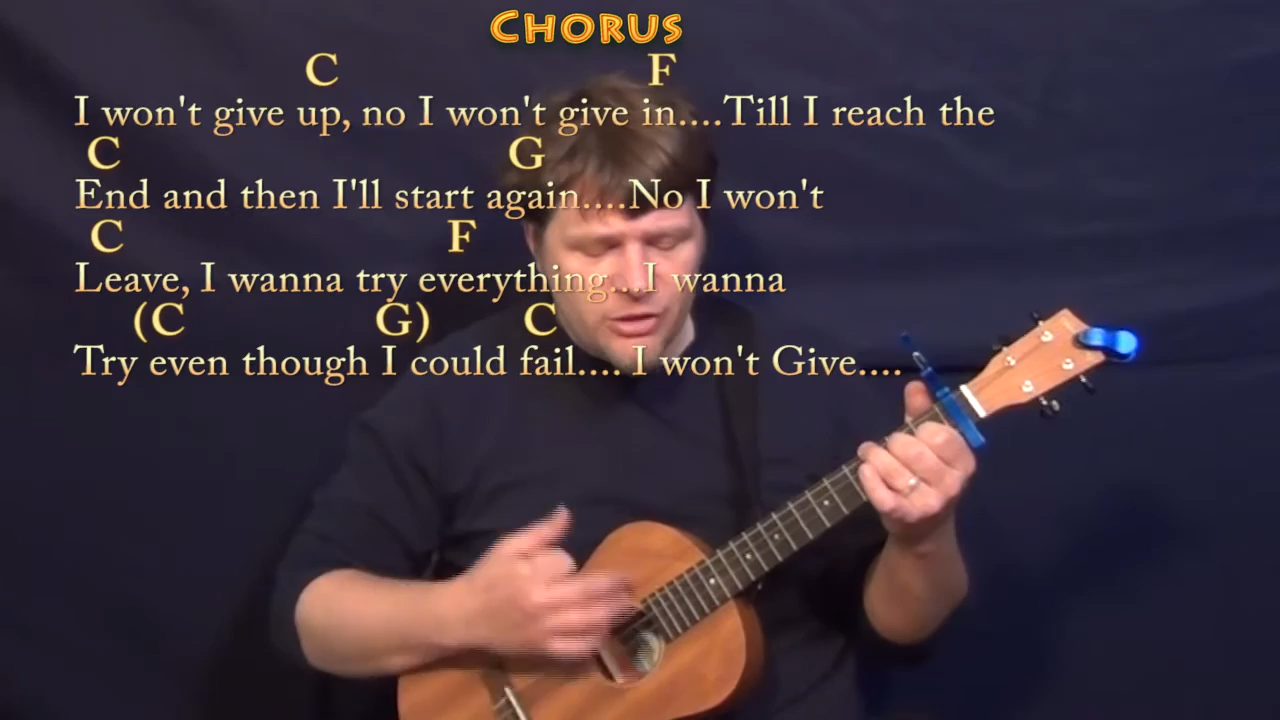 CHORUS
C F
I won't give up, no I won't give in....Till I reach the
C G
End and then I'll start again....No I won't
C F
Leave, I wanna try everything...I wanna
(C G) C
Try even though I could fail.... I won't Give....